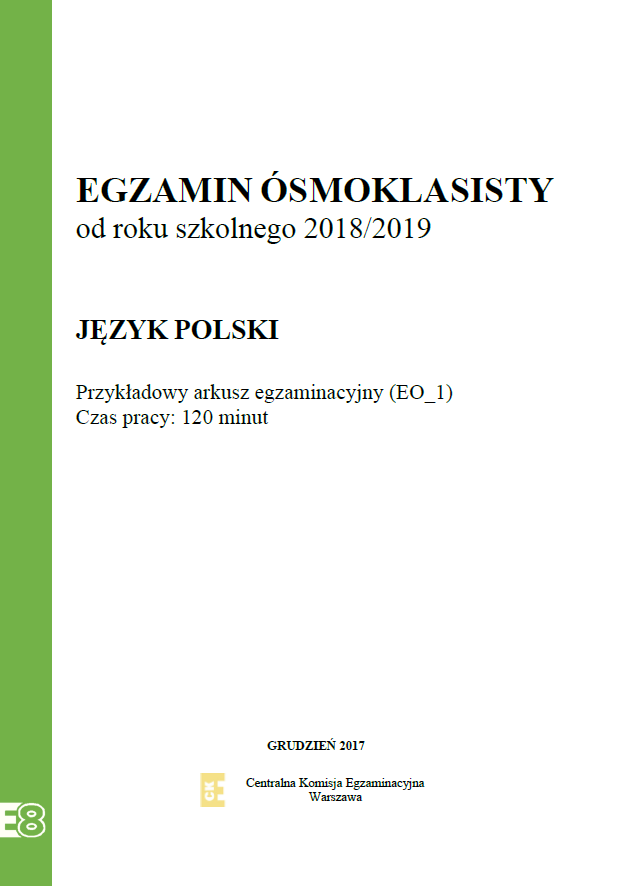 EGZAMIN ÓSMOKLASISTY
od roku szkolnego 2018/2019
JĘZYK POLSKI
Przykładowy arkusz egzaminacyjny (EO_1)
Czas pracy: 120 minut
GRUDZIEŃ 2017
CKE
Centralna Komisja Egzaminacyjna
Warszawa
E8